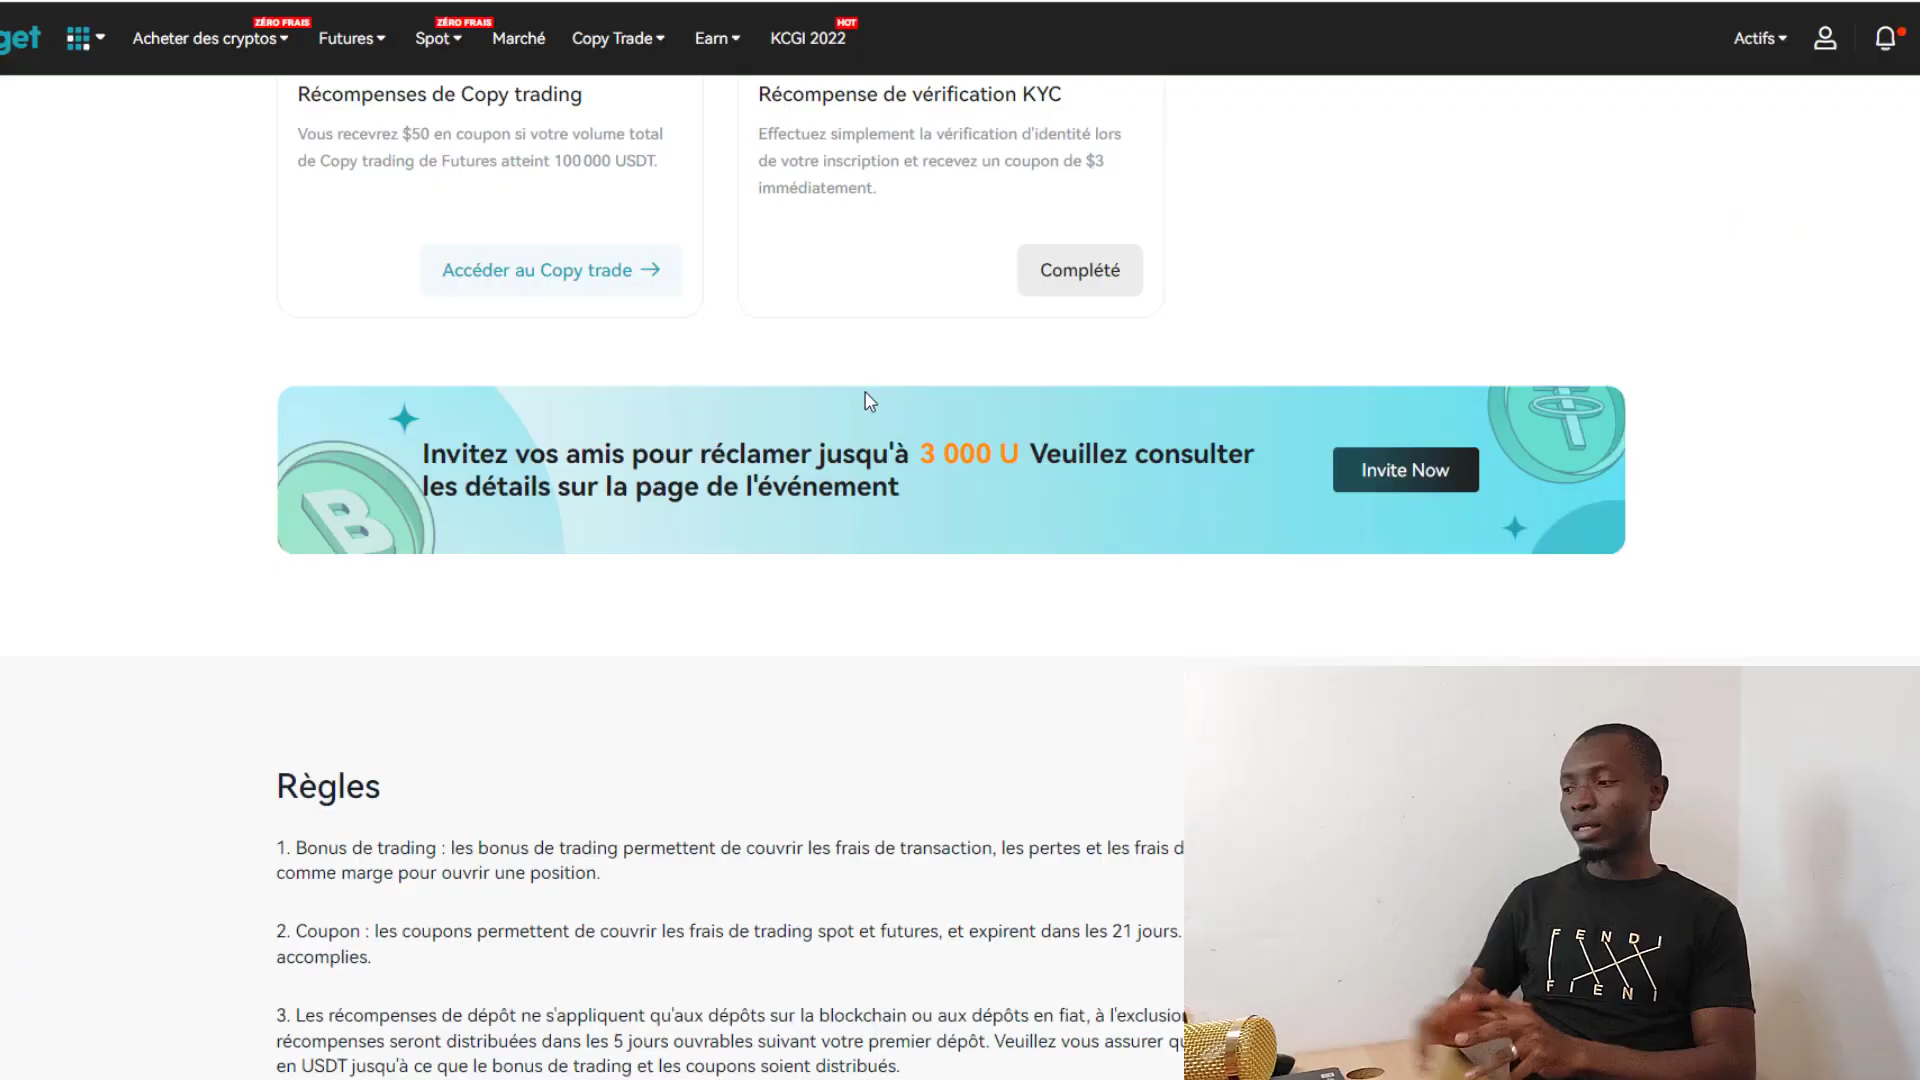 get
Acheter des cryptos
ZÉRO FRAIS
Futures
Spot
ZÉRO FRAIS
Marché
Copy Trade
Earn
KCGI 2022
HOT
Actifs
Récompenses de Copy trading
Vous recevrez $50 en coupon si votre volume total
de Copy trading de Futures atteint 100 000 USDT.
Accéder au Copy trade
Récompense de vérification KYC
Effectuez simplement la vérification d'identité lors
de votre inscription et recevez un coupon de $3
immédiatement.
Complété
Invitez vos amis pour réclamer jusqu'à 3 000 U Veuillez consulter
les détails sur la page de l'événement
Invite Now
Règles
1. Bonus de trading : les bonus de trading permettent de couvrir les frais de transaction, les pertes et les frais d
comme marge pour ouvrir une position.
2. Coupon : les coupons permettent de couvrir les frais de trading spot et futures, et expirent dans les 21 jours.
accomplies.
3. Les récompenses de dépôt ne s'appliquent qu'aux dépôts sur la blockchain ou aux dépôts en fiat, à l'exclusio
récompenses seront distribuées dans les 5 jours ouvrables suivant votre premier dépôt. Veuillez vous assurer qu
en USDT jusqu'à ce que le bonus de trading et les coupons soient distribués.
FENDI
FIENI